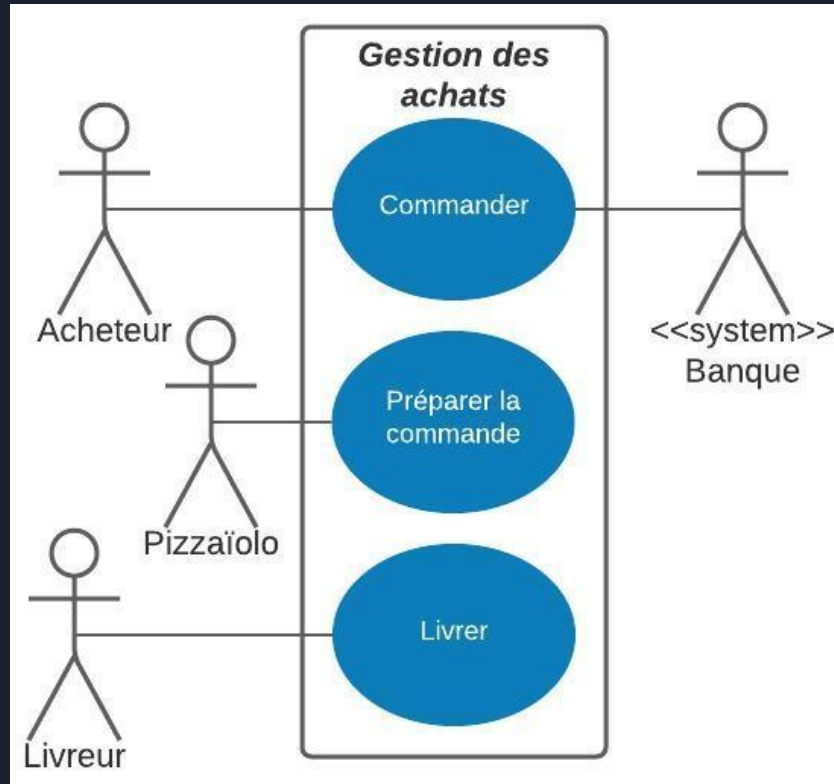 Gestion des
achats
Commander
Acheteur
<<system>>
Banque
Préparer la
commande
Pizzaïolo
Livrer
Livreur